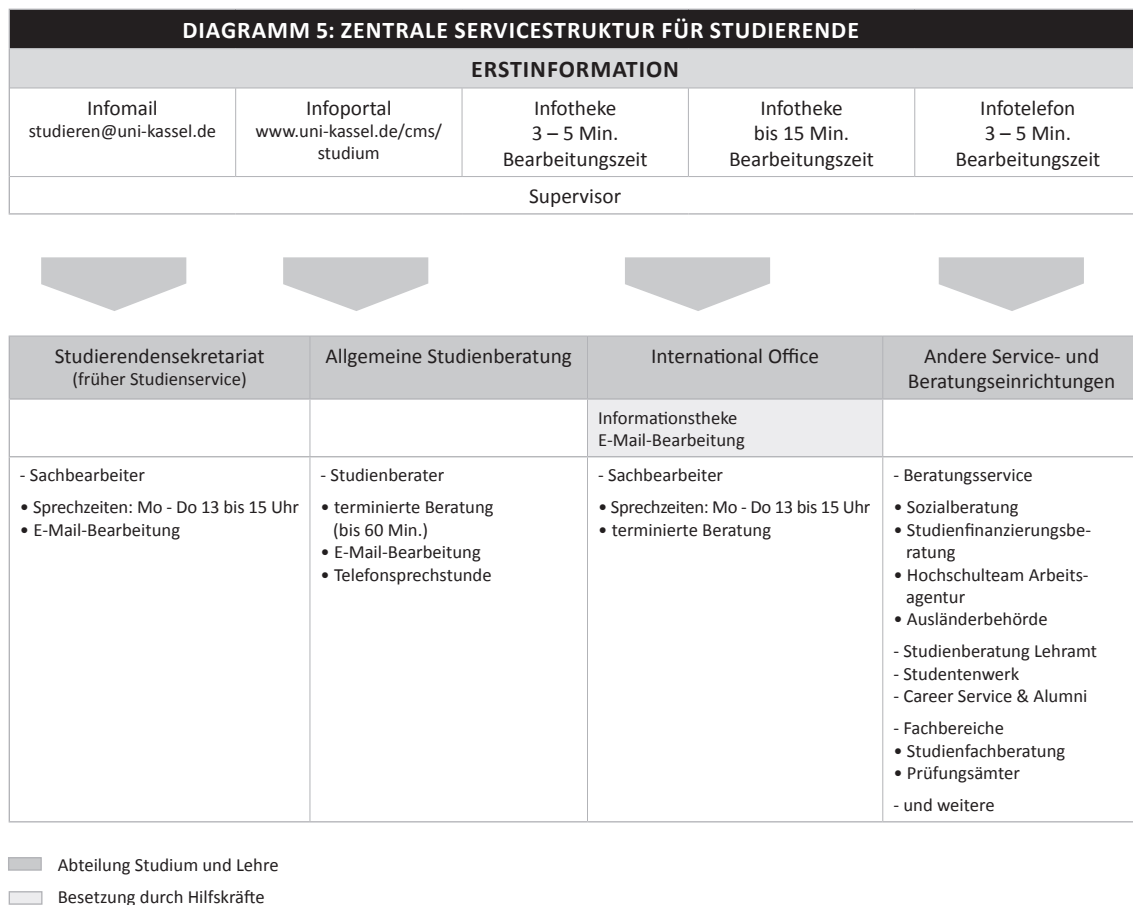 DIAGRAMM 5: ZENTRALE SERVICESTRUKTUR FÜR STUDIERENDE
ERSTINFORMATION
Infomail
studieren@uni-kassel.de
Infoportal
www.uni-kassel.de/cms/
studium
Infotheke
3 – 5 Min.
Bearbeitungszeit
Infotheke
bis 15 Min.
Bearbeitungszeit
Infotelefon
3 – 5 Min.
Bearbeitungszeit
Supervisor
Studierendensekretariat
(früher Studienservice)
Allgemeine Studienberatung
International Office
Andere Service- und
Beratungseinrichtungen
Informationstheke
E-Mail-Bearbeitung
- Sachbearbeiter
• Sprechzeiten: Mo - Do 13 bis 15 Uhr
• E-Mail-Bearbeitung
- Studienberater
• terminierte Beratung
(bis 60 Min.)
• E-Mail-Bearbeitung
• Telefonsprechstunde
- Sachbearbeiter
• Sprechzeiten: Mo - Do 13 bis 15 Uhr
• terminierte Beratung
- Beratungsservice
• Sozialberatung
• Studienfinanzierungsbe-
ratung
• Hochschulteam Arbeits-
agentur
• Ausländerbehörde
- Studienberatung Lehramt
- Studentenwerk
- Career Service & Alumni
- Fachbereiche
• Studienfachberatung
• Prüfungsämter
- und weitere
Abteilung Studium und Lehre
Besetzung durch Hilfskräfte